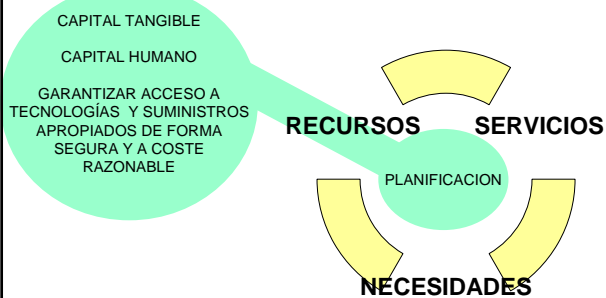 CAPITAL TANGIBLE
CAPITAL HUMANO
GARANTIZAR ACCESO A
TECNOLOGÍAS Y SUMINISTROS
APROPIADOS DE FORMA
SEGURA Y A COSTE
RAZONABLE
RECURSOS
SERVICIOS
PLANIFICACION
NECESIDADES